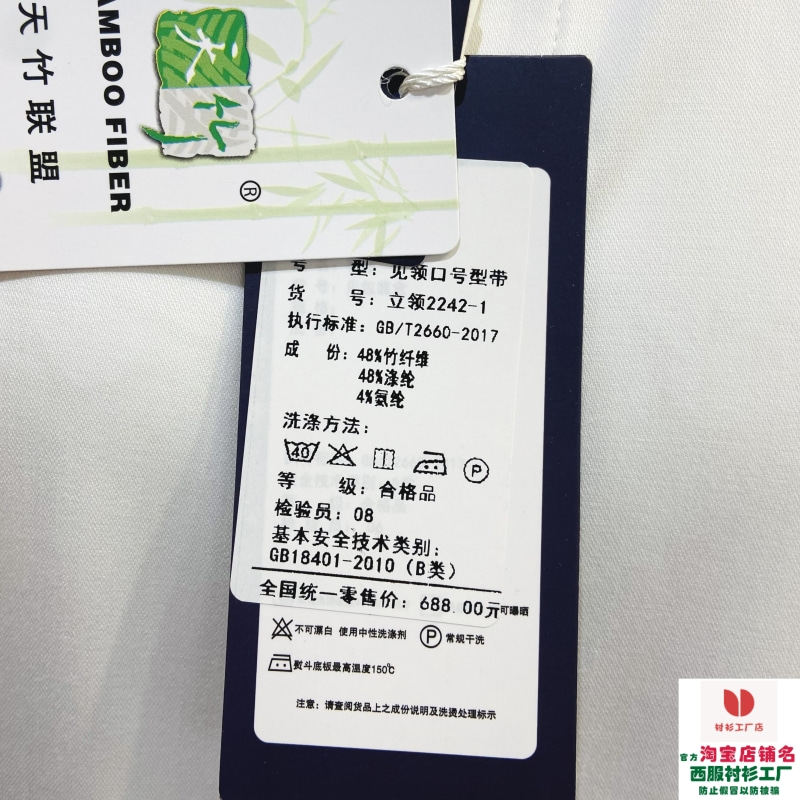 天竹联盟
AMBOO FIBER
天竹
®
号 型：见领口号型带
货 号：立领2242-1
执行标准：GB/T2660-2017
成 份：48%竹纤维
48%涤纶
4%氨纶
洗涤方法：
40
P
等 级：合格品
检验员：08
基本安全技术类别：
GB18401-2010（B类）
全国统一零售价：688.00元
可曝晒
不可漂白 使用中性洗涤剂
P 常规干洗
熨斗底板最高温度150℃
注意：请查阅货品上之成份说明及洗烫处理标示
衬衫工厂店
官方淘宝店铺名
西服衬衫工厂
防止假冒以防被骗